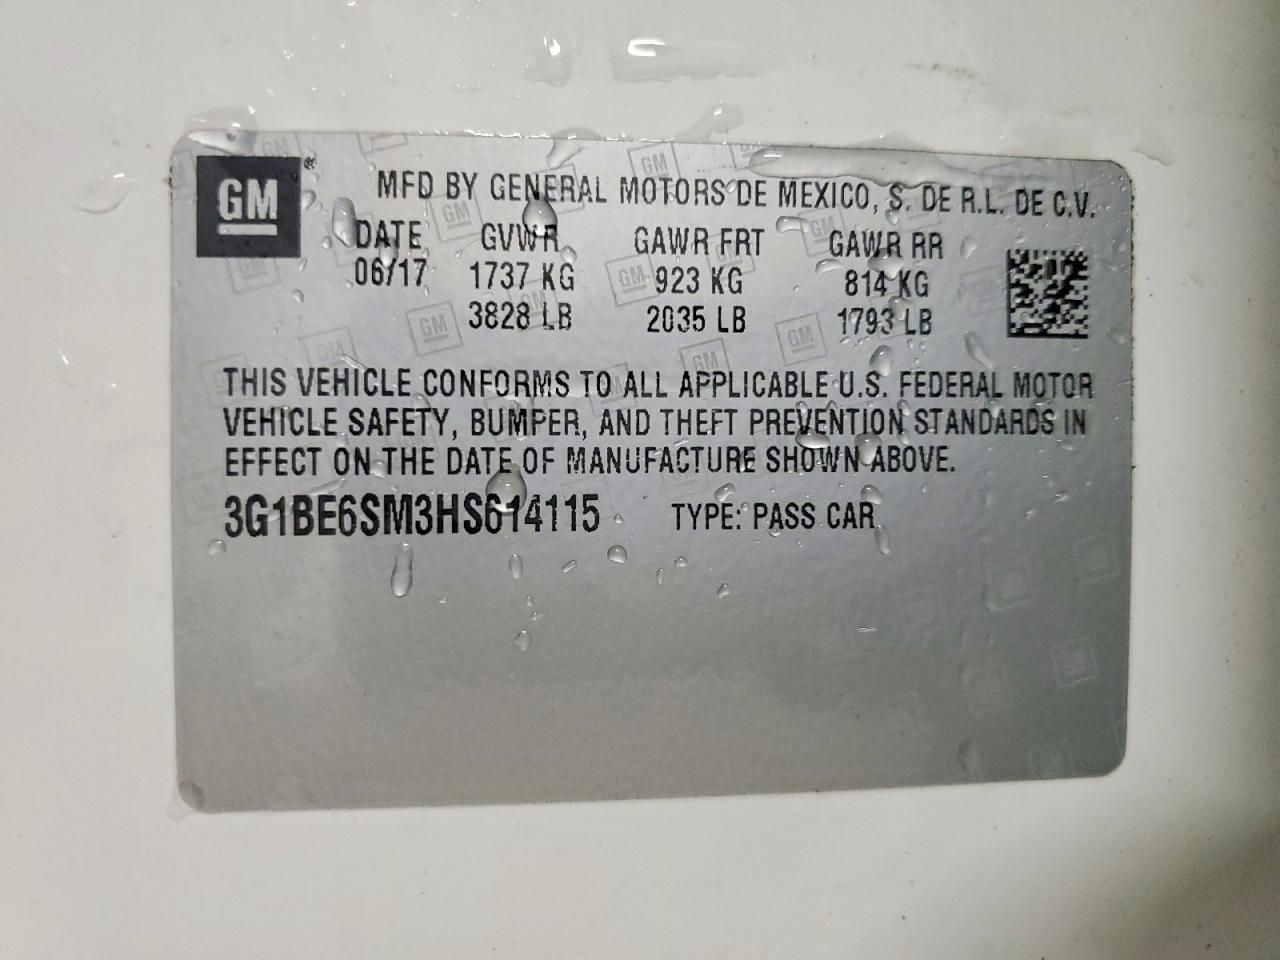 GM®
MFD BY GENERAL MOTORS DE MEXICO, S. DE R.L. DE C.V.
DATE GVWR GAWR FRT GAWR RR
06/17 1737 KG 923 KG 814 KG
3828 LB 2035 LB 1793 LB
THIS VEHICLE CONFORMS TO ALL APPLICABLE U.S. FEDERAL MOTOR
VEHICLE SAFETY, BUMPER, AND THEFT PREVENTION STANDARDS IN
EFFECT ON THE DATE OF MANUFACTURE SHOWN ABOVE.
3G1BE6SM3HS614115 TYPE: PASS CAR